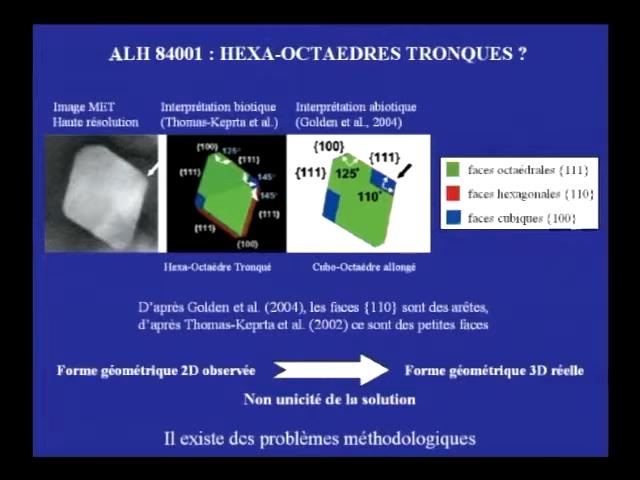 ALH 84001 : HEXA-OCTAEDRES TRONQUES ?
Image MET
Haute résolution
Interprétation biotique
(Thomas-Keprta et al.)
Interprétation abiotique
(Golden et al., 2004)
{100}
125°
{111}
{111}
145°
145°
{111}
{111}
{100}
{100}
{111}
{111}
125°
110°
faces octaédrales {111}
faces hexagonales {110}
faces cubiques {100}
Hexa-Octaèdre Tronqué
Cubo-Octaèdre allongé
D'après Golden et al. (2004), les faces {110} sont des arêtes,
d'après Thomas-Keprta et al. (2002) ce sont des petites faces
Forme géométrique 2D observée
Forme géométrique 3D réelle
Non unicité de la solution
Il existe des problèmes méthodologiques